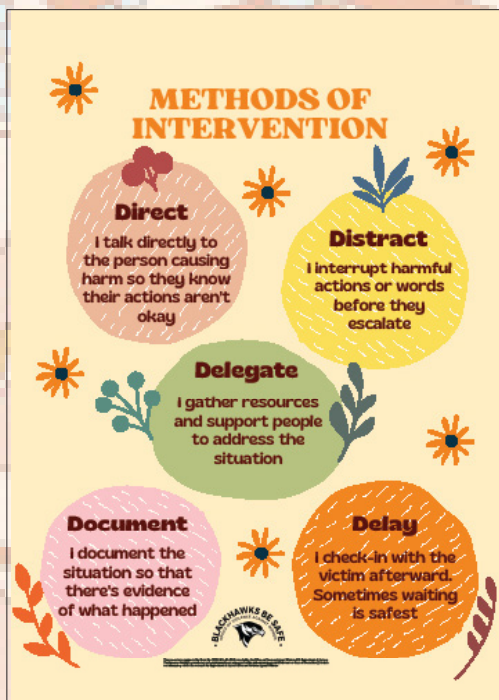 METHODS OF
INTERVENTION
Direct
I talk directly to
the person causing
harm so they know
their actions aren't
okay
Distract
I interrupt harmful
actions or words
before they
escalate
Delegate
I gather resources
and support people
to address the
situation
Document
I document the
situation so that
there's evidence
of what happened
Delay
I check-in with the
victim afterward.
Sometimes waiting
is safest
BLACKHAWKS BE SAFE